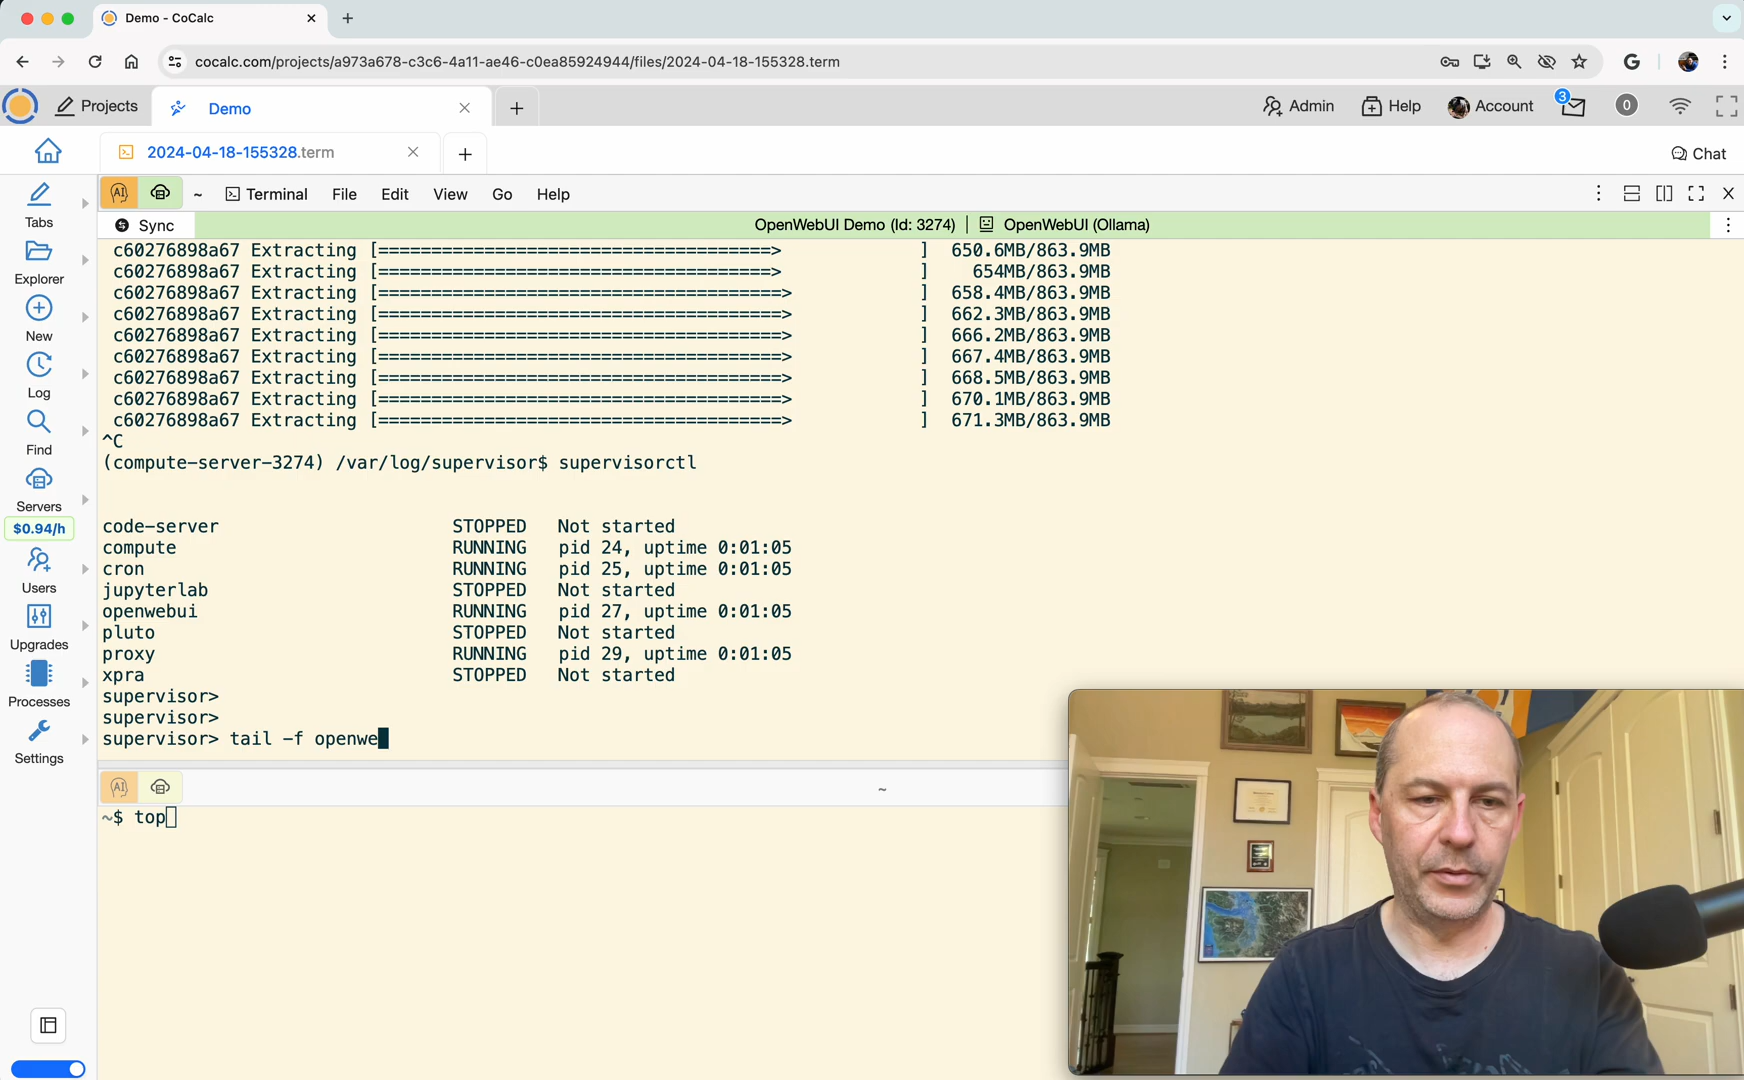 Demo - CoCalc
cocalc.com/projects/a973a678-c3c6-4a11-ae46-c0ea85924944/files/2024-04-18-155328.term
G
Projects
Demo
Admin
Help
Account
3
0
2024-04-18-155328.term
Chat
AI
~
Terminal
File
Edit
View
Go
Help
Sync
OpenWebUI Demo (Id: 3274)
OpenWebUI (Ollama)
Tabs
Explorer
New
Log
Find
Servers
$0.94/h
Users
Upgrades
Processes
Settings
c60276898a67 Extracting [=====================================>             ]  650.6MB/863.9MB
c60276898a67 Extracting [=====================================>             ]    654MB/863.9MB
c60276898a67 Extracting [======================================>            ]  658.4MB/863.9MB
c60276898a67 Extracting [======================================>            ]  662.3MB/863.9MB
c60276898a67 Extracting [======================================>            ]  666.2MB/863.9MB
c60276898a67 Extracting [======================================>            ]  667.4MB/863.9MB
c60276898a67 Extracting [======================================>            ]  668.5MB/863.9MB
c60276898a67 Extracting [======================================>            ]  670.1MB/863.9MB
c60276898a67 Extracting [======================================>            ]  671.3MB/863.9MB
^C
(compute-server-3274) /var/log/supervisor$ supervisorctl
code-server                      STOPPED   Not started
compute                          RUNNING   pid 24, uptime 0:01:05
cron                             RUNNING   pid 25, uptime 0:01:05
jupyterlab                       STOPPED   Not started
openwebui                        RUNNING   pid 27, uptime 0:01:05
pluto                            STOPPED   Not started
proxy                            RUNNING   pid 29, uptime 0:01:05
xpra                             STOPPED   Not started
supervisor>
supervisor>
supervisor> tail -f openwe
AI
~
~$ top